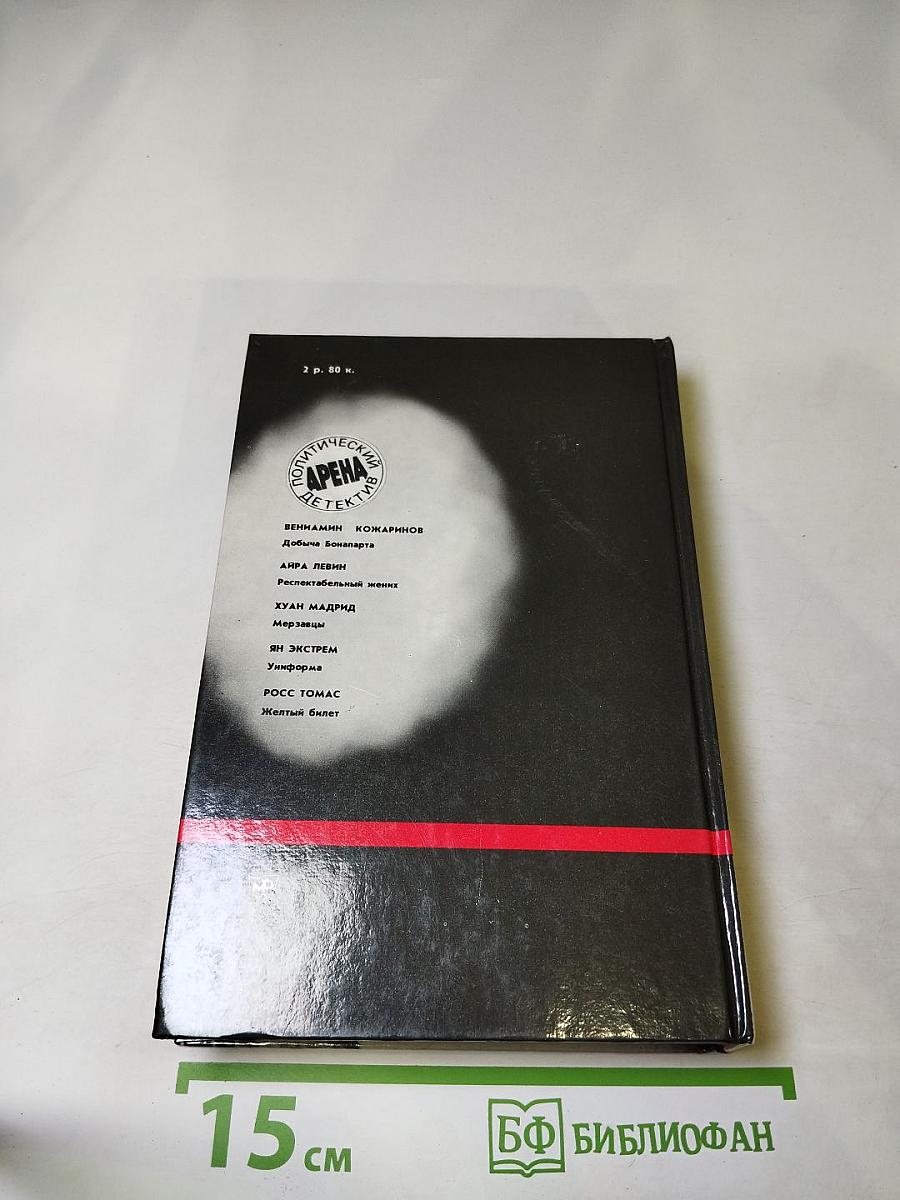 2 р. 80 к.
ПОЛИТИЧЕСКИЙ
АРЕНА
ДЕТЕКТИВ
ВЕНИАМИН КОЖАРИНОВ
Добыча Бонапарта
АЙРА ЛЕВИН
Респектабельный жених
ХУАН МАДРИД
Мерзавцы
ЯН ЭКСТРЕМ
Униформа
РОСС ТОМАС
Желтый билет
15 см
БФ БИБЛИОФАН